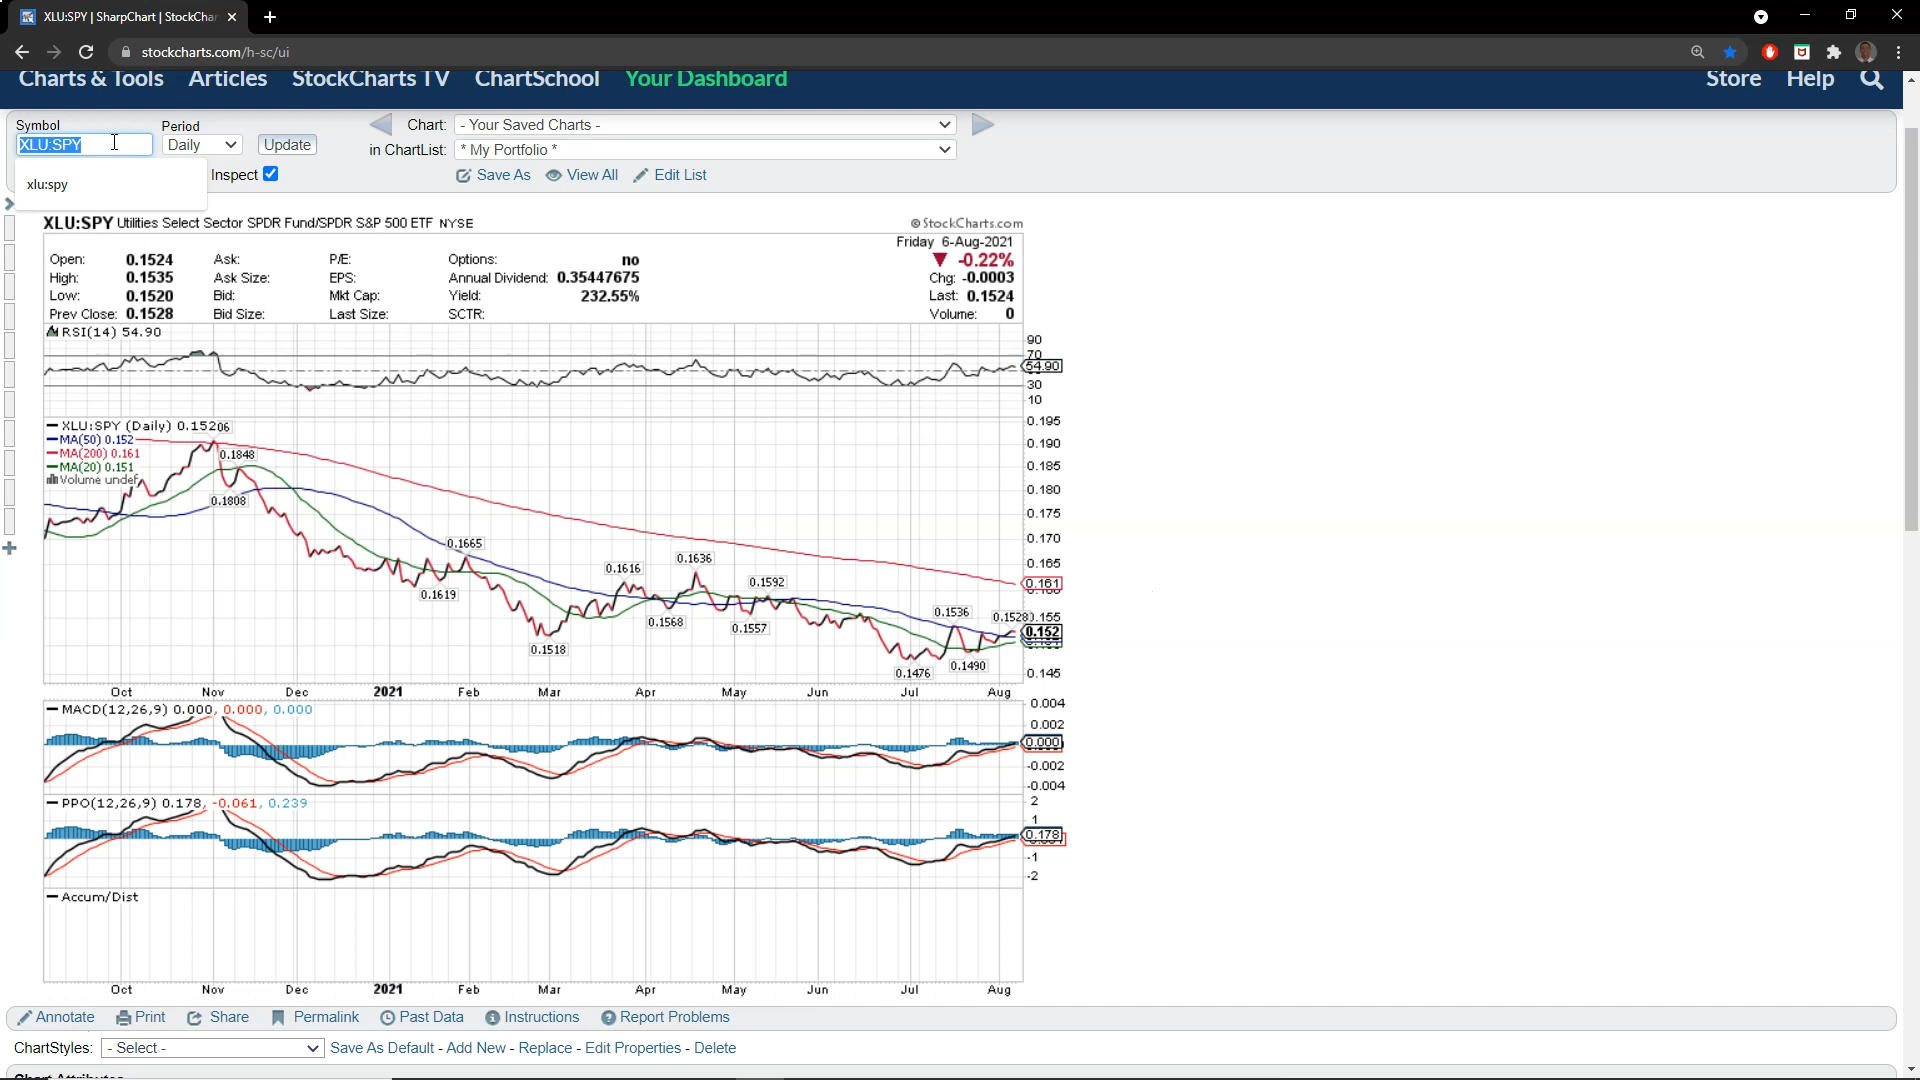 XLU:SPY | SharpChart | StockChar
stockcharts.com/h-sc/ui
Charts & Tools Articles StockCharts TV ChartSchool Your Dashboard Store Help
Symbol Period Chart: - Your Saved Charts -
XLU:SPY Daily Update in ChartList: * My Portfolio *
xlu:spy Inspect Save As View All Edit List
XLU:SPY Utilities Select Sector SPDR Fund/SPDR S&P 500 ETF NYSE © StockCharts.com
Friday 6-Aug-2021
Open: 0.1524 Ask: P/E: Options: no -0.22%
High: 0.1535 Ask Size: EPS: Annual Dividend: 0.35447675 Chg: -0.0003
Low: 0.1520 Bid: Mkt Cap: Yield: 232.55% Last: 0.1524
Prev Close: 0.1528 Bid Size: Last Size: SCTR: Volume: 0
RSI(14) 54.90
90
70
54.90
30
10
XLU:SPY (Daily) 0.152
06
MA(50) 0.152
MA(200) 0.161
MA(20) 0.151
Volume undef
0.1848
0.1808
0.1665
0.1619
0.1518
0.1616
0.1636
0.1568
0.1592
0.1557
0.1536
0.1528
0.1476
0.1490
0.195
0.190
0.185
0.180
0.175
0.170
0.165
0.161
0.155
0.152
0.145
Oct Nov Dec 2021 Feb Mar Apr May Jun Jul Aug
MACD(12,26,9) 0.000, 0.000, 0.000
0.004
0.002
0.000
-0.002
-0.004
PPO(12,26,9) 0.178, -0.061, 0.239
2
1
0.178
-1
-2
Accum/Dist
Oct Nov Dec 2021 Feb Mar Apr May Jun Jul Aug
Annotate Print Share Permalink Past Data Instructions Report Problems
ChartStyles: - Select - Save As Default - Add New - Replace - Edit Properties - Delete